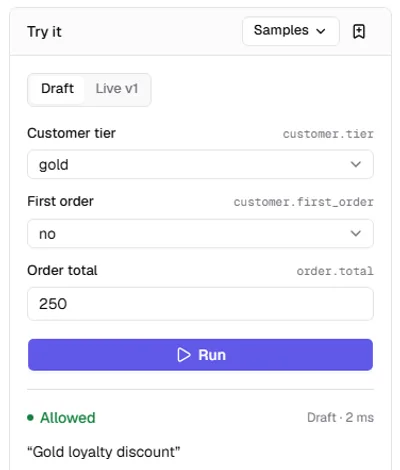 Try it Samples
Draft Live v1
Customer tier customer.tier
gold
First order customer.first_order
no
Order total order.total
250
Run
Allowed Draft · 2 ms
“Gold loyalty discount”